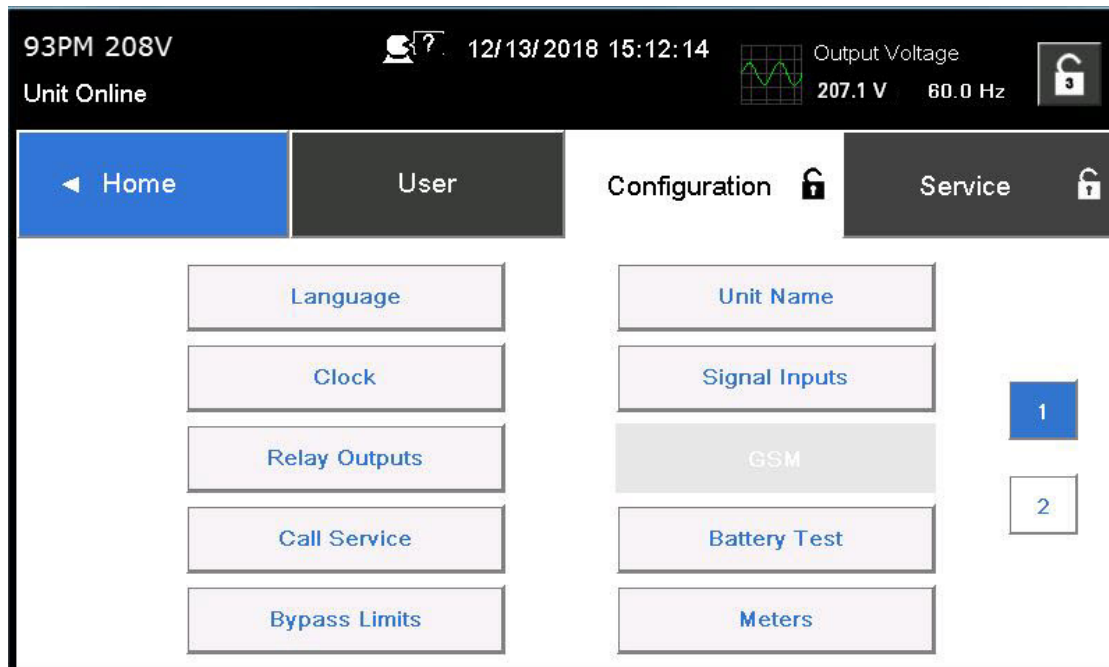 93PM 208V
? 12/13/2018 15:12:14
Output Voltage
Unit Online
207.1 V 60.0 Hz
3
Home User Configuration Service
Language Unit Name
Clock Signal Inputs
1
Relay Outputs GSM
2
Call Service Battery Test
Bypass Limits Meters